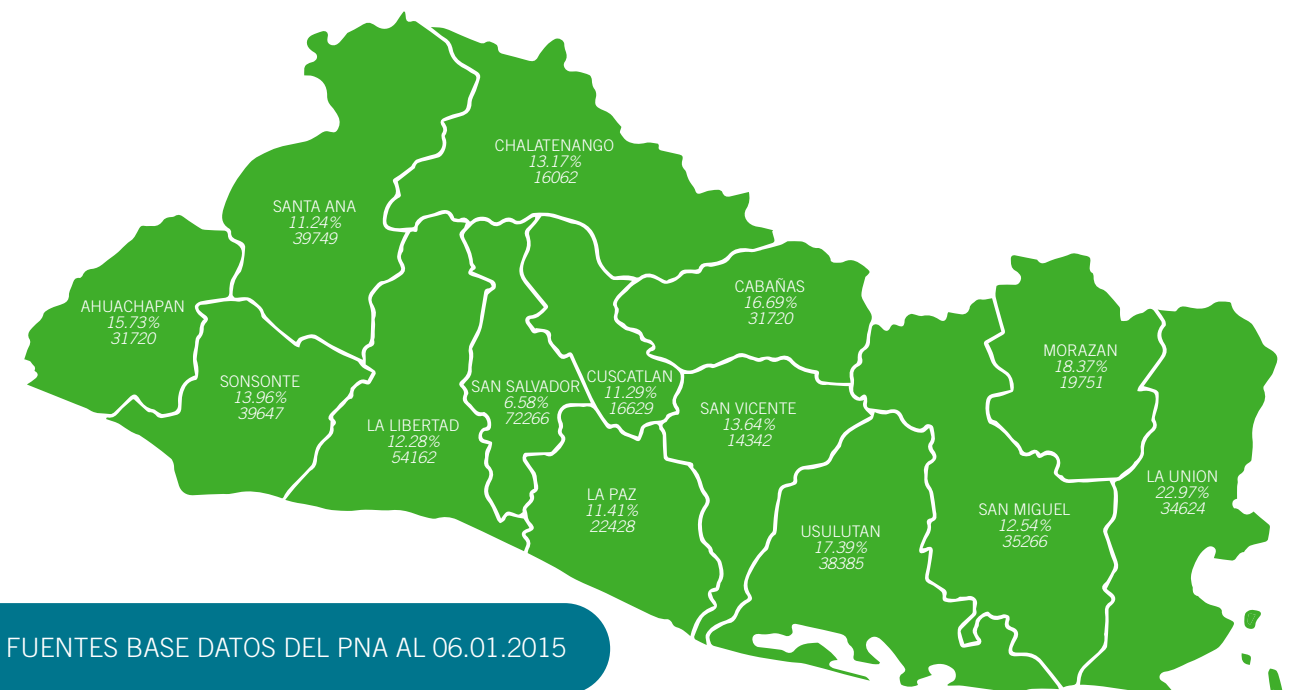 CHALATENANGO
13.17%
16062
SANTA ANA
11.24%
39749
AHUACHAPAN
15.73%
31720
SONSONTE
13.96%
39647
LA LIBERTAD
12.28%
54162
SAN SALVADOR
6.58%
72266
CUSCATLAN
11.29%
16629
CABAÑAS
16.69%
31720
SAN VICENTE
13.64%
14342
LA PAZ
11.41%
22428
USULUTAN
17.39%
38385
SAN MIGUEL
12.54%
35266
MORAZAN
18.37%
19751
LA UNION
22.97%
34624
FUENTES BASE DATOS DEL PNA AL 06.01.2015